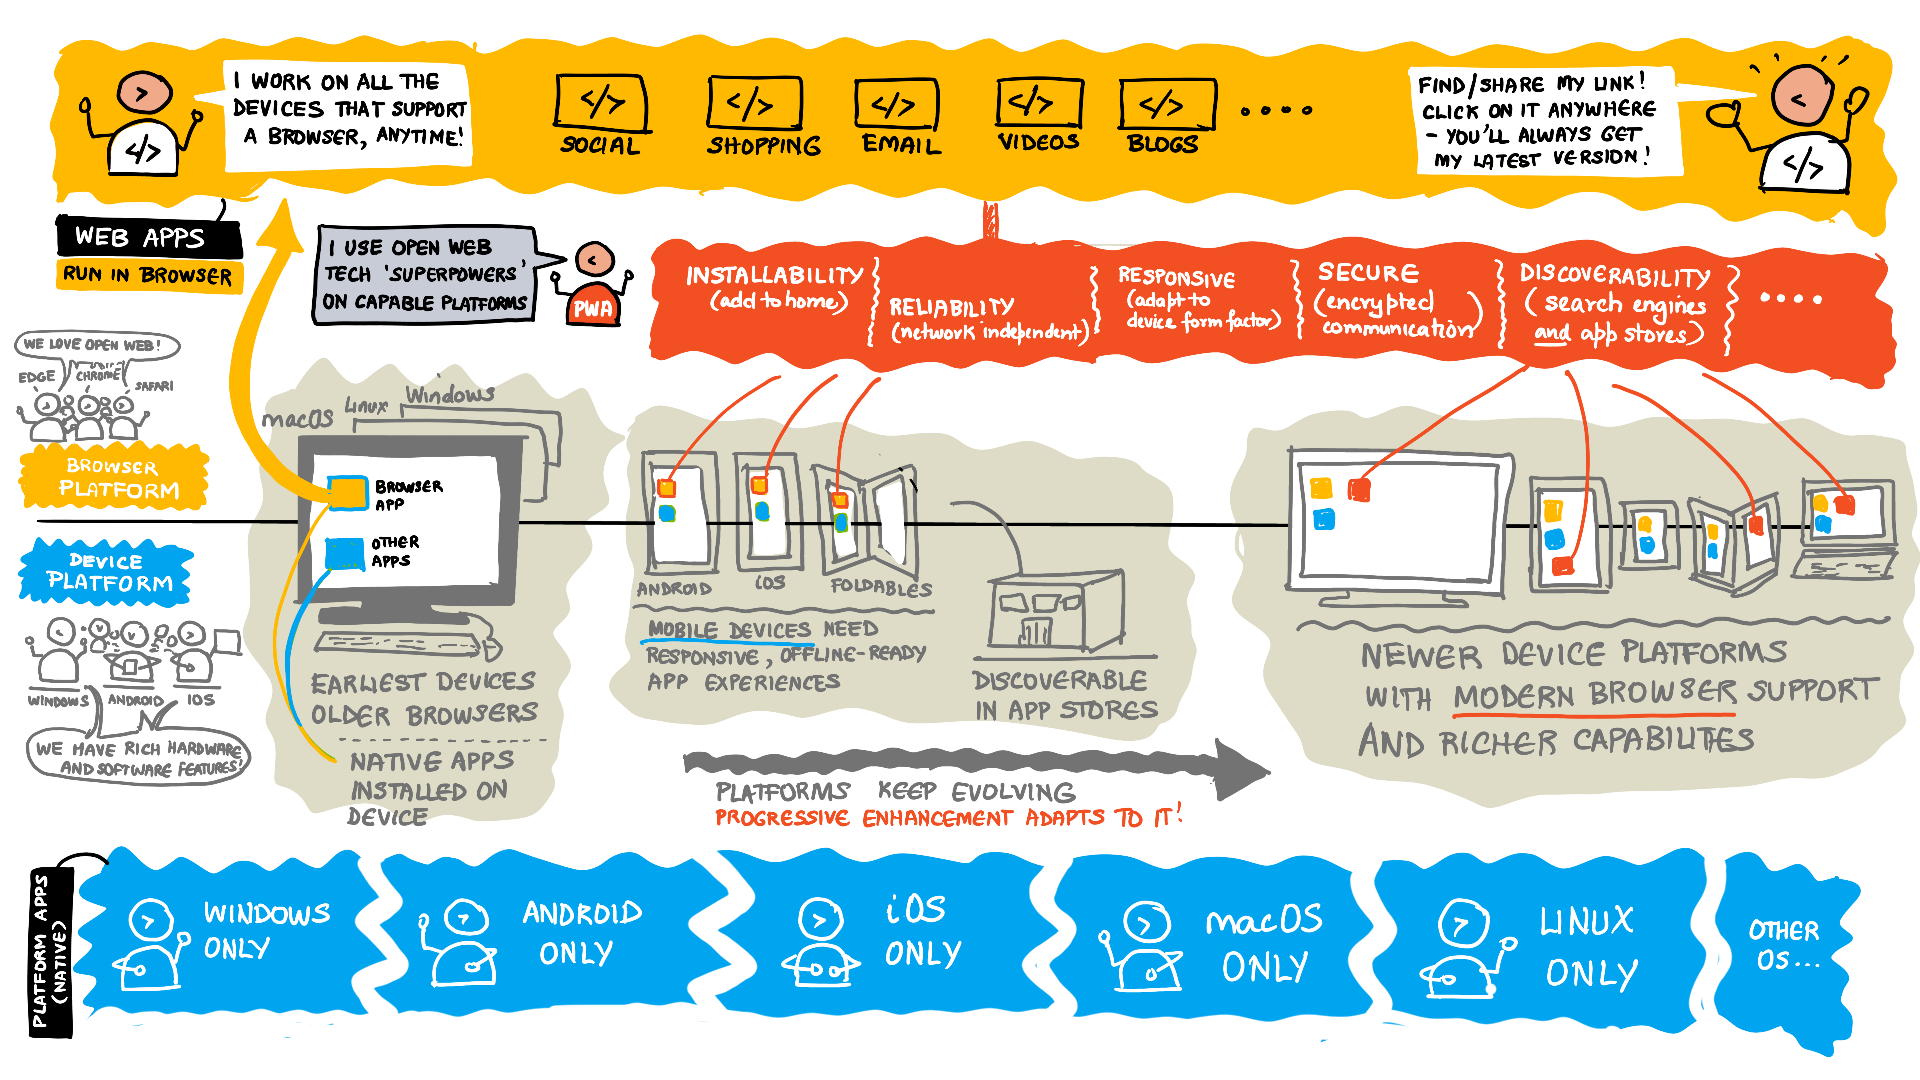 I WORK ON ALL THE
DEVICES THAT SUPPORT
A BROWSER, ANYTIME!
</>
</>
SOCIAL
</>
SHOPPING
</>
EMAIL
</>
VIDEOS
</>
BLOGS
....
FIND/SHARE MY LINK!
CLICK ON IT ANYWHERE
- YOU'LL ALWAYS GET
MY LATEST VERSION!
</>
WEB APPS
RUN IN BROWSER
I USE OPEN WEB
TECH 'SUPERPOWERS'
ON CAPABLE PLATFORMS
PWA
INSTALLABILITY
(add to home)
RELIABILITY
(network independent)
RESPONSIVE
(adapt to
device form factor)
SECURE
(encrypted
communication)
DISCOVERABILITY
(search engines
and app stores)
....
WE LOVE OPEN WEB!
EDGE
CHROME
SAFARI
BROWSER
PLATFORM
DEVICE
PLATFORM
WINDOWS
ANDROID
IOS
WE HAVE RICH HARDWARE
AND SOFTWARE FEATURES!
macOS
Linux
Windows
BROWSER
APP
OTHER
APPS
EARLIEST DEVICES
OLDER BROWSERS
NATIVE APPS
INSTALLED ON
DEVICE
ANDROID
iOS
FOLDABLES
MOBILE DEVICES NEED
RESPONSIVE, OFFLINE-READY
APP EXPERIENCES
DISCOVERABLE
IN APP STORES
PLATFORMS KEEP EVOLVING
PROGRESSIVE ENHANCEMENT ADAPTS TO IT!
NEWER DEVICE PLATFORMS
WITH MODERN BROWSER SUPPORT
AND RICHER CAPABILITES
PLATFORM APPS
(NATIVE)
WINDOWS
ONLY
ANDROID
ONLY
iOS
ONLY
macOS
ONLY
LINUX
ONLY
OTHER
OS...